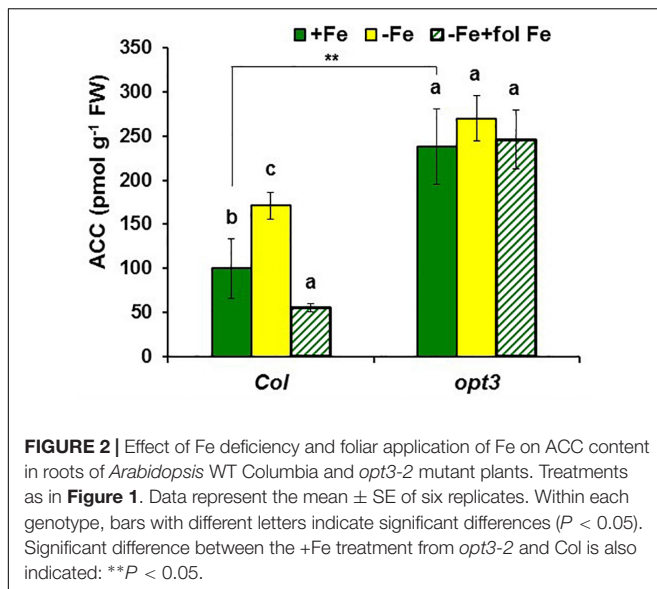 +Fe -Fe -Fe+fol Fe
350
300
250
200
150
100
50
0
ACC (pmol g⁻¹ FW)
**
b
c
a
a
a
a
Col opt3
FIGURE 2 | Effect of Fe deficiency and foliar application of Fe on ACC content
in roots of Arabidopsis WT Columbia and opt3-2 mutant plants. Treatments
as in Figure 1. Data represent the mean ± SE of six replicates. Within each
genotype, bars with different letters indicate significant differences (P < 0.05).
Significant difference between the +Fe treatment from opt3-2 and Col is also
indicated: **P < 0.05.